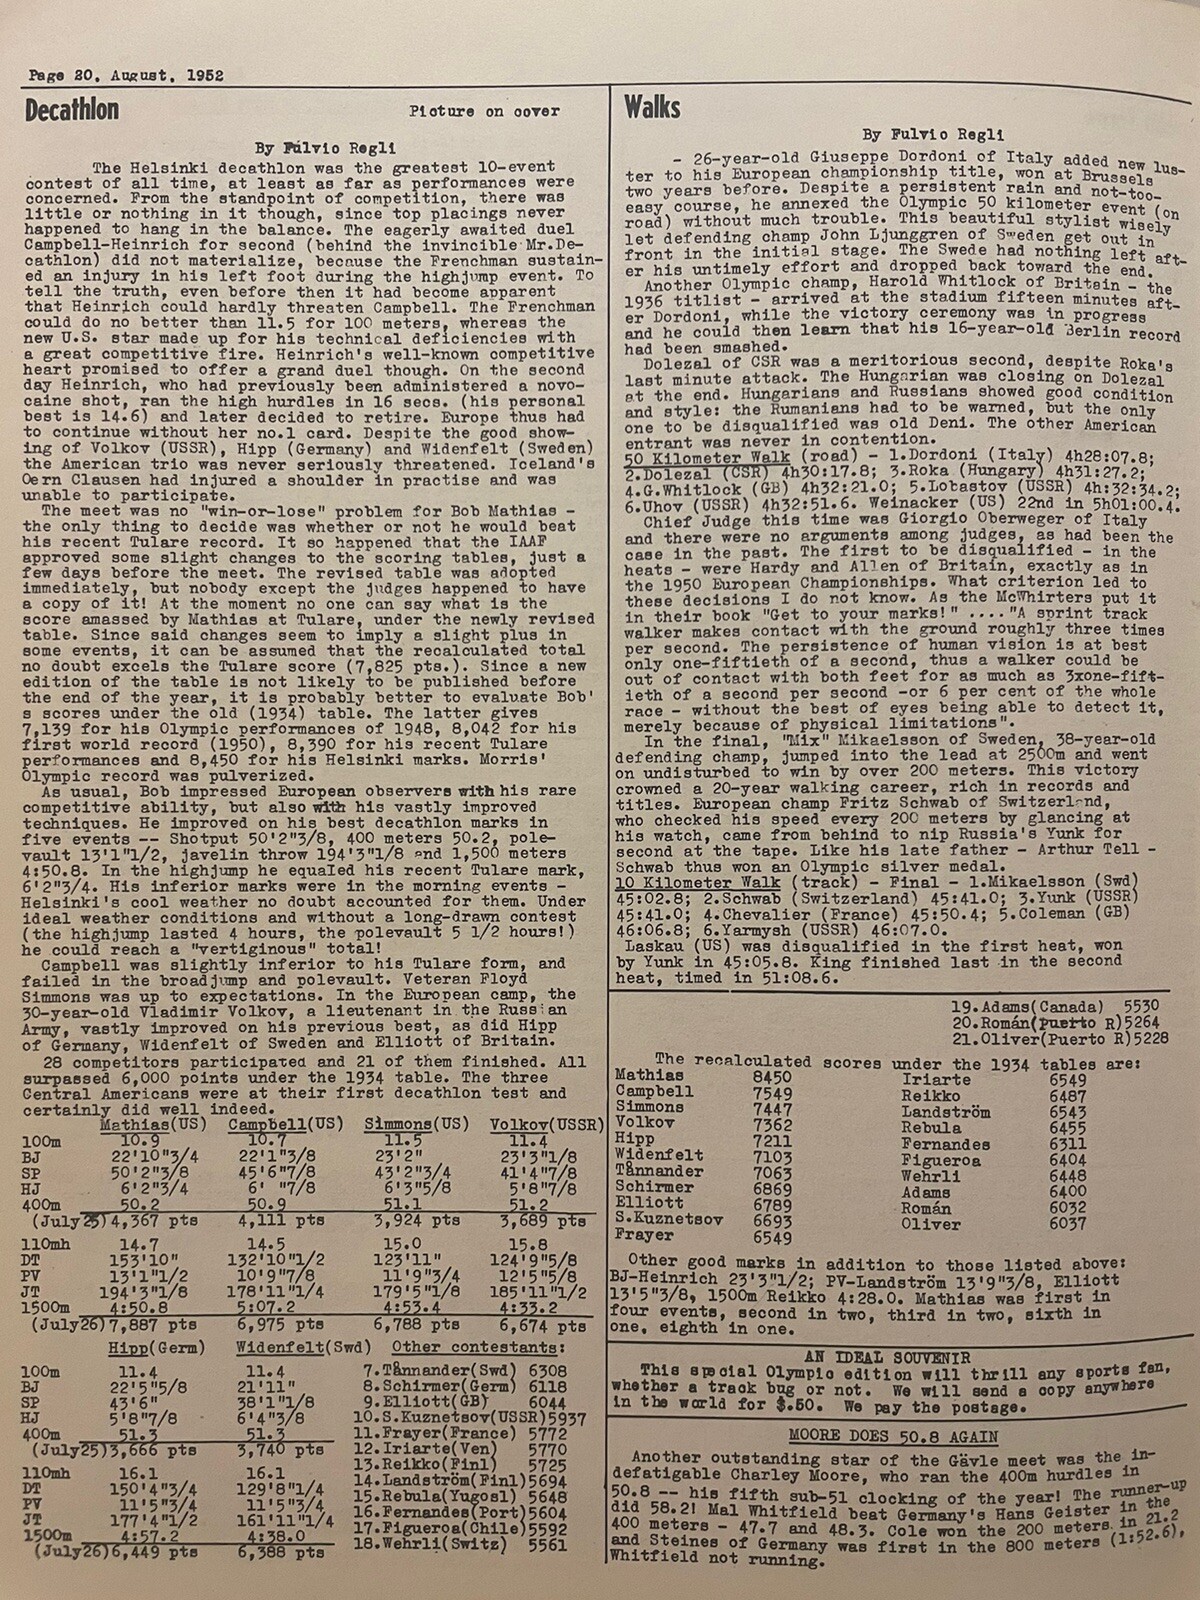 Page 20, August, 1952
Decathlon
Picture on cover
By Fulvio Regli
The Helsinki decathlon was the greatest 10-event
contest of all time, at least as far as performances were
concerned. From the standpoint of competition, there was
little or nothing in it though, since top placings never
happened to hang in the balance. The eagerly awaited duel
Campbell-Heinrich for second (behind the invincible Mr.De-
cathlon) did not materialize, because the Frenchman sustain-
ed an injury in his left foot during the highjump event. To
tell the truth, even before then it had become apparent
that Heinrich could hardly threaten Campbell. The Frenchman
could do no better than 11.5 for 100 meters, whereas the
new U.S. star made up for his technical deficiencies with
a great competitive fire. Heinrich's well-known competitive
heart promised to offer a grand duel though. On the second
day Heinrich, who had previously been administered a novo-
caine shot, ran the high hurdles in 16 secs. (his personal
best is 14.6) and later decided to retire. Europe thus had
to continue without her no.1 card. Despite the good show-
ing of Volkov (USSR), Hipp (Germany) and Widenfelt (Sweden)
the American trio was never seriously threatened. Iceland's
Oern Clausen had injured a shoulder in practise and was
unable to participate.
The meet was no "win-or-lose" problem for Bob Mathias -
the only thing to decide was whether or not he would beat
his recent Tulare record. It so happened that the IAAF
approved some slight changes to the scoring tables, just a
few days before the meet. The revised table was adopted
immediately, but nobody except the judges happened to have
a copy of it! At the moment no one can say what is the
score amassed by Mathias at Tulare, under the newly revised
table. Since said changes seem to imply a slight plus in
some events, it can be assumed that the recalculated total
no doubt excels the Tulare score (7,825 pts.). Since a new
edition of the table is not likely to be published before
the end of the year, it is probably better to evaluate Bob'
s scores under the old (1934) table. The latter gives
7,139 for his Olympic performances of 1948, 8,042 for his
first world record (1950), 8,390 for his recent Tulare
performances and 8,450 for his Helsinki marks. Morris'
Olympic record was pulverized.
As usual, Bob impressed European observers with his rare
competitive ability, but also with his vastly improved
techniques. He improved on his best decathlon marks in
five events -- Shotput 50'2"3/8, 400 meters 50.2, pole-
vault 13'1"1/2, javelin throw 194'3"1/8 and 1,500 meters
4:50.8. In the highjump he equaled his recent Tulare mark,
6'2"3/4. His inferior marks were in the morning events -
Helsinki's cool weather no doubt accounted for them. Under
ideal weather conditions and without a long-drawn contest
(the highjump lasted 4 hours, the polevault 5 1/2 hours!)
he could reach a "vertiginous" total!
Campbell was slightly inferior to his Tulare form, and
failed in the broadjump and polevault. Veteran Floyd
Simmons was up to expectations. In the European camp, the
30-year-old Vladimir Volkov, a lieutenant in the Russian
Army, vastly improved on his previous best, as did Hipp
of Germany, Widenfelt of Sweden and Elliott of Britain.
28 competitors participated and 21 of them finished. All
surpassed 6,000 points under the 1934 table. The three
Central Americans were at their first decathlon test and
certainly did well indeed.
Mathias(US) Campbell(US) Simmons(US) Volkov(USSR)
100m 10.9 10.7 11.5 11.4
BJ 22'10"3/4 22'1"3/8 23'2" 23'3"1/8
SP 50'2"3/8 45'6"7/8 43'2"3/4 41'4"7/8
HJ 6'2"3/4 6' "7/8 6'3"5/8 5'8"7/8
400m 50.2 50.9 51.1 51.2
(July25)4,367 pts 4,111 pts 3,924 pts 3,689 pts
110mh 14.7 14.5 15.0 15.8
DT 153'10" 132'10"1/2 123'11" 124'9"5/8
PV 13'1"1/2 10'9"7/8 11'9"3/4 12'5"5/8
JT 194'3"1/8 178'11"1/4 179'5"1/8 185'11"1/2
1500m 4:50.8 5:07.2 4:53.4 4:33.2
(July26)7,887 pts 6,975 pts 6,788 pts 6,674 pts
Hipp(Germ) Widenfelt(Swd) Other contestants:
100m 11.4 11.4
BJ 22'5"5/8 21'11"
SP 43'6" 38'1"1/8
HJ 5'8"7/8 6'4"3/8
400m 51.3 51.3
(July25)3,666 pts 3,740 pts
110mh 16.1 16.1
DT 150'4"3/4 129'8"1/4
PV 11'5"3/4 11'5"3/4
JT 177'4"1/2 161'11"1/4
1500m 4:57.2 4:38.0
(July26)6,449 pts 6,388 pts
7.Tånnander(Swd) 6308
8.Schirmer(Germ) 6118
9.Elliott(GB) 6044
10.S.Kuznetsov(USSR)5937
11.Frayer(France) 5772
12.Iriarte(Ven) 5770
13.Reikko(Finl) 5725
14.Landström(Finl)5694
15.Rebula(Yugosl) 5648
16.Fernandes(Port)5604
17.Figueroa(Chile)5592
18.Wehrli(Switz) 5561
Walks
By Fulvio Regli
- 26-year-old Giuseppe Dordoni of Italy added new lus-
ter to his European championship title, won at Brussels
two years before. Despite a persistent rain and not-too-
easy course, he annexed the Olympic 50 kilometer event (on
road) without much trouble. This beautiful stylist wisely
let defending champ John Ljunggren of Sweden get out in
front in the initial stage. The Swede had nothing left aft-
er his untimely effort and dropped back toward the end.
Another Olympic champ, Harold Whitlock of Britain - the
1936 titlist - arrived at the stadium fifteen minutes aft-
er Dordoni, while the victory ceremony was in progress
and he could then learn that his 16-year-old Berlin record
had been smashed.
Dolezal of CSR was a meritorious second, despite Roka's
last minute attack. The Hungarian was closing on Dolezal
at the end. Hungarians and Russians showed good condition
and style: the Rumanians had to be warned, but the only
one to be disqualified was old Deni. The other American
entrant was never in contention.
50 Kilometer Walk (road) - 1.Dordoni (Italy) 4h28:07.8;
2.Dolezal (CSR) 4h30:17.8; 3.Roka (Hungary) 4h31:27.2;
4.G.Whitlock (GB) 4h32:21.0; 5.Lobastov (USSR) 4h:32:34.2;
6.Uhov (USSR) 4h32:51.6. Weinacker (US) 22nd in 5h01:00.4.
Chief Judge this time was Giorgio Oberweger of Italy
and there were no arguments among judges, as had been the
case in the past. The first to be disqualified - in the
heats - were Hardy and Allen of Britain, exactly as in
the 1950 European Championships. What criterion led to
these decisions I do not know. As the McWhirters put it
in their book "Get to your marks!" ...."A sprint track
walker makes contact with the ground roughly three times
per second. The persistence of human vision is at best
only one-fiftieth of a second, thus a walker could be
out of contact with both feet for as much as 3xone-fift-
ieth of a second per second -or 6 per cent of the whole
race - without the best of eyes being able to detect it,
merely because of physical limitations".
In the final, "Mix" Mikaelsson of Sweden, 38-year-old
defending champ, jumped into the lead at 2500m and went
on undisturbed to win by over 200 meters. This victory
crowned a 20-year walking career, rich in records and
titles. European champ Fritz Schwab of Switzerland,
who checked his speed every 200 meters by glancing at
his watch, came from behind to nip Russia's Yunk for
second at the tape. Like his late father - Arthur Tell -
Schwab thus won an Olympic silver medal.
10 Kilometer Walk (track) - Final - 1.Mikaelsson (Swd)
45:02.8; 2.Schwab (Switzerland) 45:41.0; 3.Yunk (USSR)
45:41.0; 4.Chevalier (France) 45:50.4; 5.Coleman (GB)
46:06.8; 6.Yarmysh (USSR) 46:07.0.
Laskau (US) was disqualified in the first heat, won
by Yunk in 45:05.8. King finished last in the second
heat, timed in 51:08.6.
19.Adams(Canada) 5530
20.Román(Puerto R)5264
21.Oliver(Puerto R)5228
The recalculated scores under the 1934 tables are:
Mathias 8450 Iriarte 6549
Campbell 7549 Reikko 6487
Simmons 7447 Landström 6543
Volkov 7362 Rebula 6455
Hipp 7211 Fernandes 6311
Widenfelt 7103 Figueroa 6404
Tånnander 7063 Wehrli 6448
Schirmer 6869 Adams 6400
Elliott 6789 Román 6032
S.Kuznetsov 6693 Oliver 6037
Frayer 6549
Other good marks in addition to those listed above:
BJ-Heinrich 23'3"1/2; PV-Landström 13'9"3/8, Elliott
13'5"3/8, 1500m Reikko 4:28.0. Mathias was first in
four events, second in two, third in two, sixth in
one, eighth in one.
AN IDEAL SOUVENIR
This special Olympic edition will thrill any sports fan,
whether a track bug or not. We will send a copy anywhere
in the world for $.50. We pay the postage.
MOORE DOES 50.8 AGAIN
Another outstanding star of the Gävle meet was the in-
defatigable Charley Moore, who ran the 400m hurdles in
50.8 -- his fifth sub-51 clocking of the year! The runner-up
did 58.2! Mal Whitfield beat Germany's Hans Geister in the
400 meters - 47.7 and 48.3. Cole won the 200 meters in 21.2
and Steines of Germany was first in the 800 meters (1:52.6),
Whitfield not running.